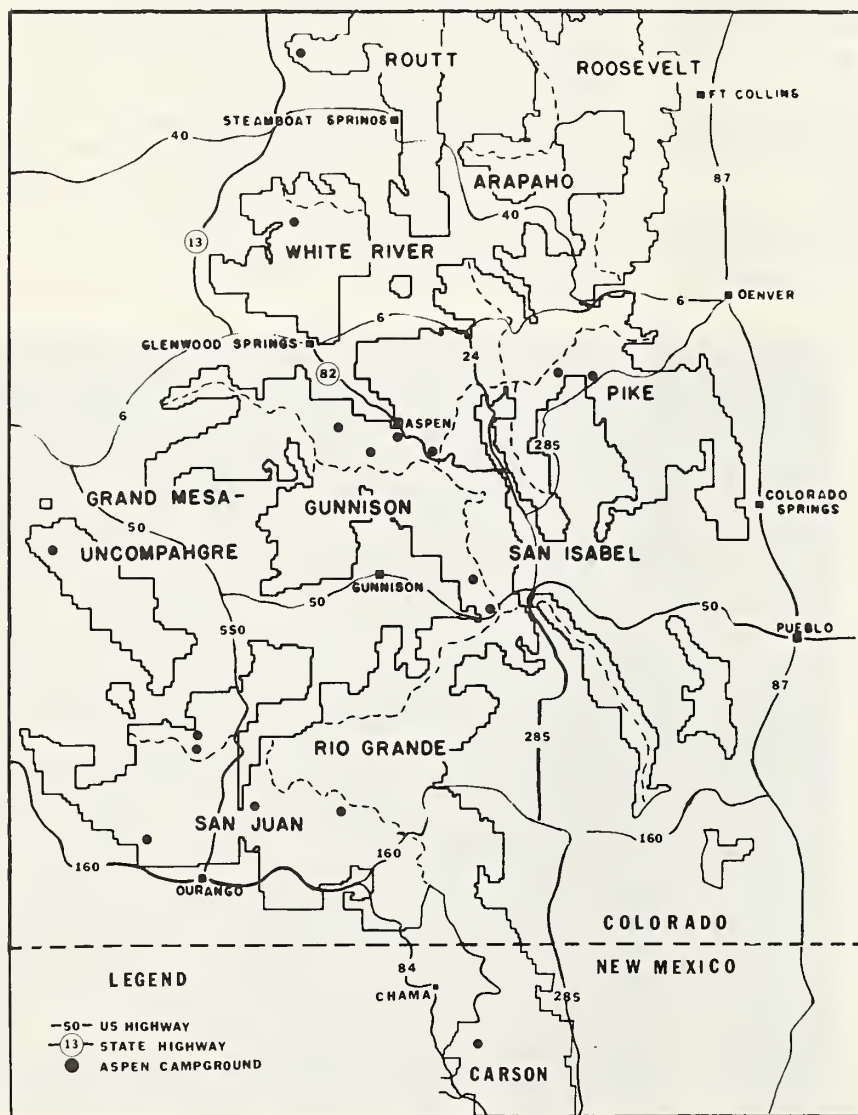 ROUTT
ROOSEVELT
FT COLLING
STEAMBOAT SPRINOS
40
ARAPAHO
87
40
13
WHITE RIVER
6
6
DENVER
GLENWOOD SPRINGS
24
82
PIKE
6
ASPEN
285
GRAND MESA-
GUNNISON
COLORADO
SPRINGS
50
UNCOMPAHGRE
SAN ISABEL
GUNNISON
50
50
550
PUEBLO
87
285
RIO GRANDE
SAN JUAN
160
160
160
OURANGO
COLORADO
NEW MEXICO
84
LEGEND
CHAMA
285
-50- US HIGHWAY
13 STATE HIGHWAY
ASPEN CAMPGROUND
CARSON